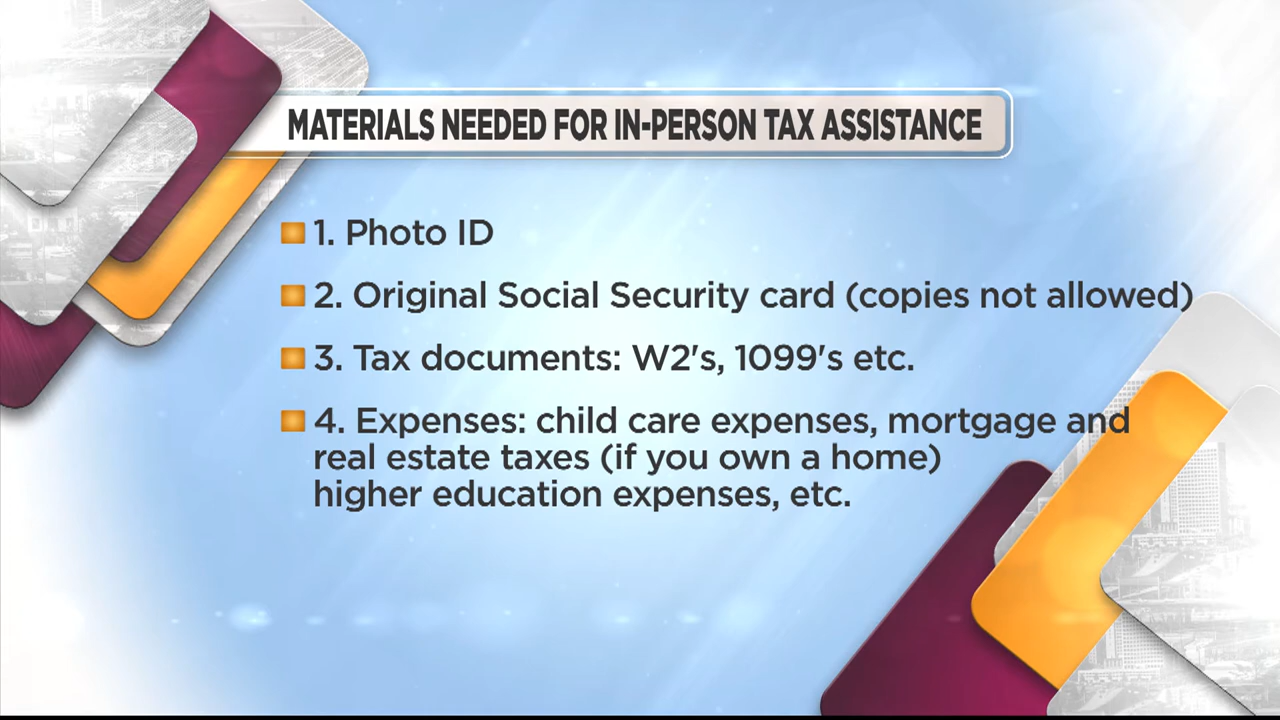 MATERIALS NEEDED FOR IN-PERSON TAX ASSISTANCE
1. Photo ID
2. Original Social Security card (copies not allowed)
3. Tax documents: W2's, 1099's etc.
4. Expenses: child care expenses, mortgage and
real estate taxes (if you own a home)
higher education expenses, etc.